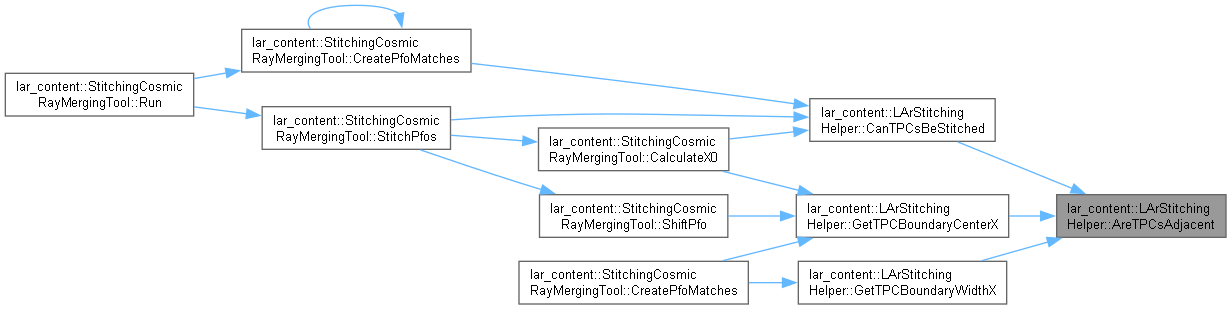 lar_content::StitchingCosmic
RayMergingTool::CreatePfoMatches
lar_content::StitchingCosmic
RayMergingTool::Run
lar_content::StitchingCosmic
RayMergingTool::StitchPfos
lar_content::LArStitching
Helper::CanTPCsBeStitched
lar_content::StitchingCosmic
RayMergingTool::CalculateX0
lar_content::StitchingCosmic
RayMergingTool::ShiftPfo
lar_content::LArStitching
Helper::GetTPCBoundaryCenterX
lar_content::LArStitching
Helper::AreTPCsAdjacent
lar_content::StitchingCosmic
RayMergingTool::CreatePfoMatches
lar_content::LArStitching
Helper::GetTPCBoundaryWidthX